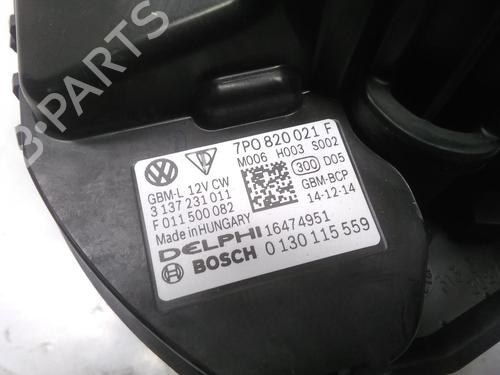 B-PARTS
7P0 820 021 F
M006 H003 S002
GBM-L 12V CW
3 137 231 011
F 011 500 082
Made in HUNGARY
300 D05
GBM-BCP
14-12-14
DELPHI 16474951
BOSCH 0 130 115 559